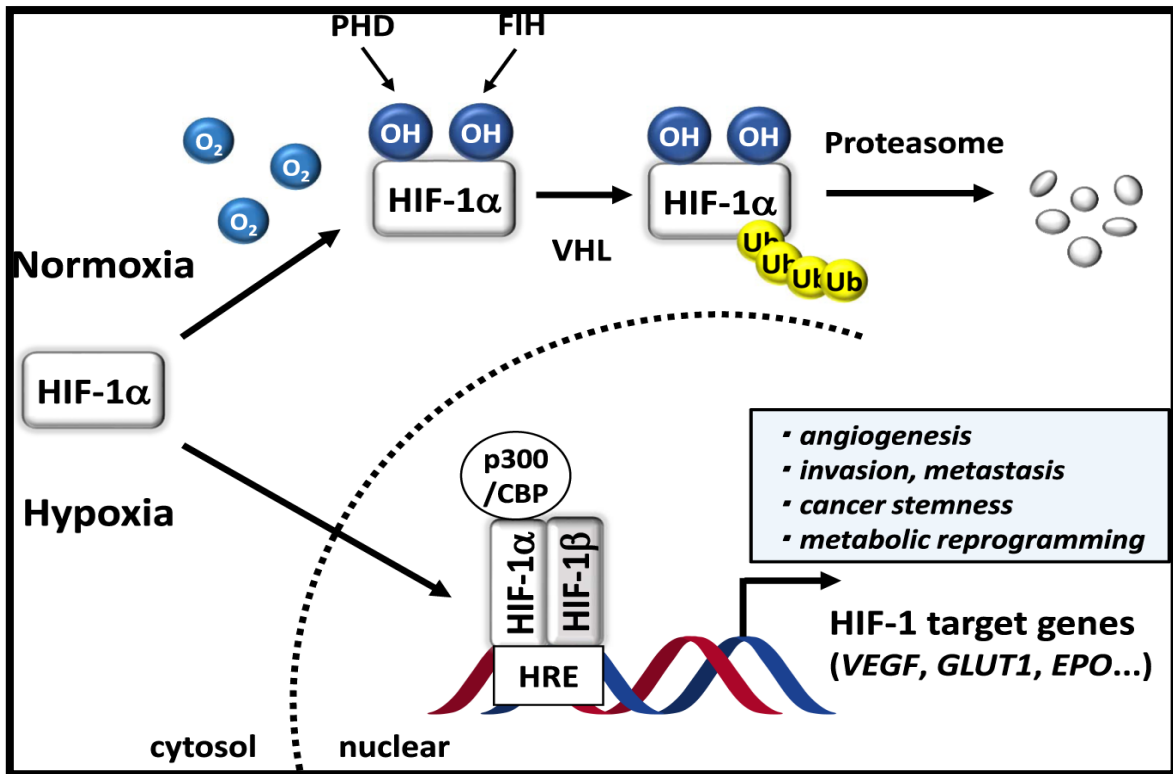 PHD
FIH
OH OH
OH OH
O₂
O₂
O₂
HIF-1α
HIF-1α
Proteasome
VHL
Ub
Ub
Ub
Ub
Normoxia
HIF-1α
Hypoxia
p300
/CBP
HIF-1α
HIF-1β
HRE
・angiogenesis
・invasion, metastasis
・cancer stemness
・metabolic reprogramming
HIF-1 target genes
(VEGF, GLUT1, EPO...)
cytosol
nuclear